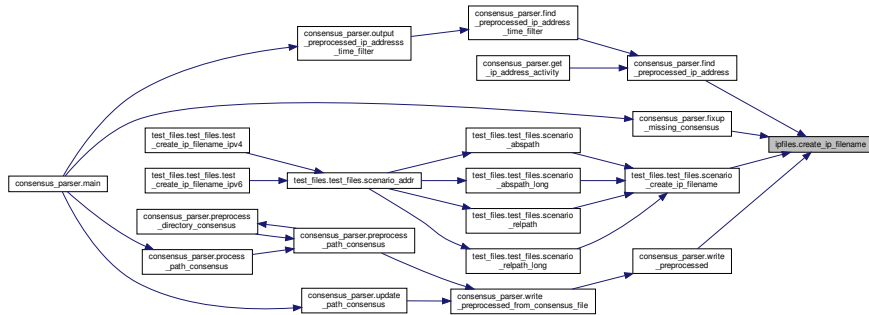 consensus_parser.main
consensus_parser.output
_preprocessed_ip_addresss
_time_filter
consensus_parser.find
_preprocessed_ip_address
_time_filter
consensus_parser.get
_ip_address_activity
consensus_parser.find
_preprocessed_ip_address
consensus_parser.fixup
_missing_consensus
ipfiles.create_ip_filename
test_files.test_files.test
_create_ip_filename_ipv4
test_files.test_files.test
_create_ip_filename_ipv6
test_files.test_files.scenario_addr
test_files.test_files.scenario
_abspath
test_files.test_files.scenario
_abspath_long
test_files.test_files.scenario
_relpath
test_files.test_files.scenario
_relpath_long
test_files.test_files.scenario
_create_ip_filename
consensus_parser.preprocess
_directory_consensus
consensus_parser.process
_path_consensus
consensus_parser.preprocess
_path_consensus
consensus_parser.update
_path_consensus
consensus_parser.write
_preprocessed_from_consensus_file
consensus_parser.write
_preprocessed